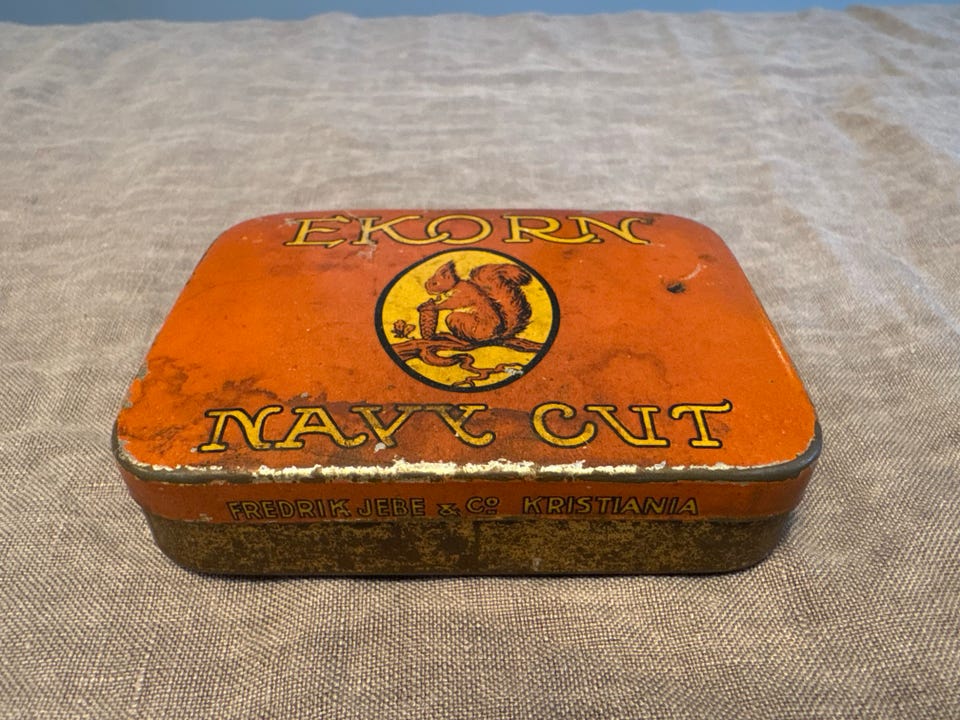 EKORN
NAVY CUT
FREDRIK JEBE & Co KRISTIANIA